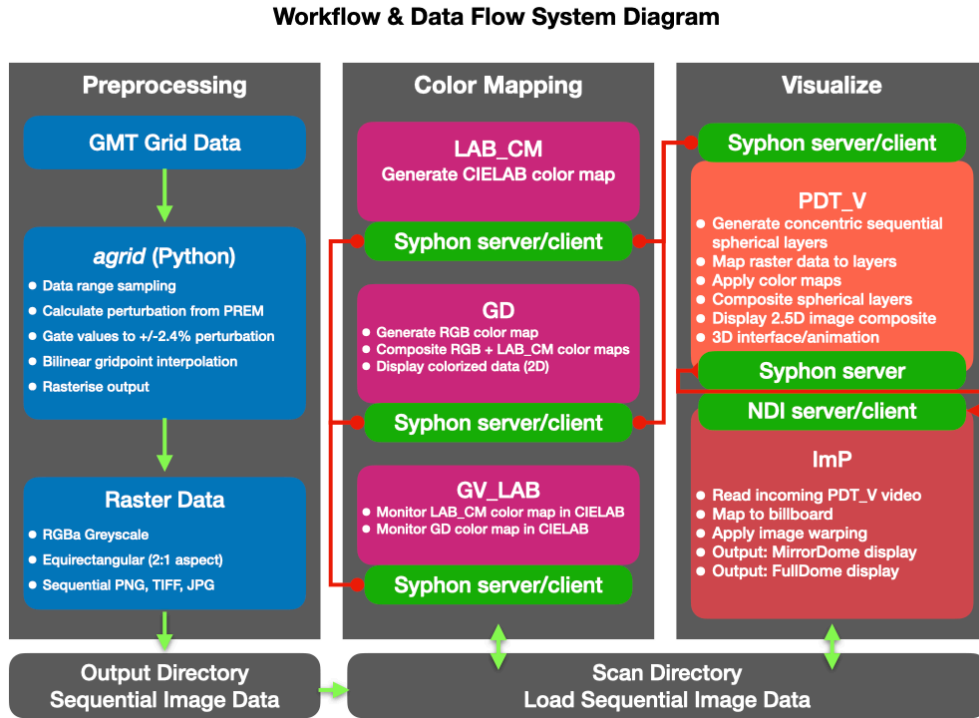 Workflow & Data Flow System Diagram
Preprocessing
GMT Grid Data
agrid (Python)
● Data range sampling
● Calculate perturbation from PREM
● Gate values to +/-2.4% perturbation
● Bilinear gridpoint interpolation
● Rasterise output
Raster Data
● RGBa Greyscale
● Equirectangular (2:1 aspect)
● Sequential PNG, TIFF, JPG
Output Directory
Sequential Image Data
Color Mapping
LAB_CM
Generate CIELAB color map
Syphon server/client
GD
● Generate RGB color map
● Composite RGB + LAB_CM color maps
● Display colorized data (2D)
Syphon server/client
GV_LAB
● Monitor LAB_CM color map in CIELAB
● Monitor GD color map in CIELAB
Syphon server/client
Visualize
Syphon server/client
PDT_V
● Generate concentric sequential
spherical layers
● Map raster data to layers
● Apply color maps
● Composite spherical layers
● Display 2.5D image composite
● 3D interface/animation
Syphon server
NDI server/client
ImP
● Read incoming PDT_V video
● Map to billboard
● Apply image warping
● Output: MirrorDome display
● Output: FullDome display
Scan Directory
Load Sequential Image Data